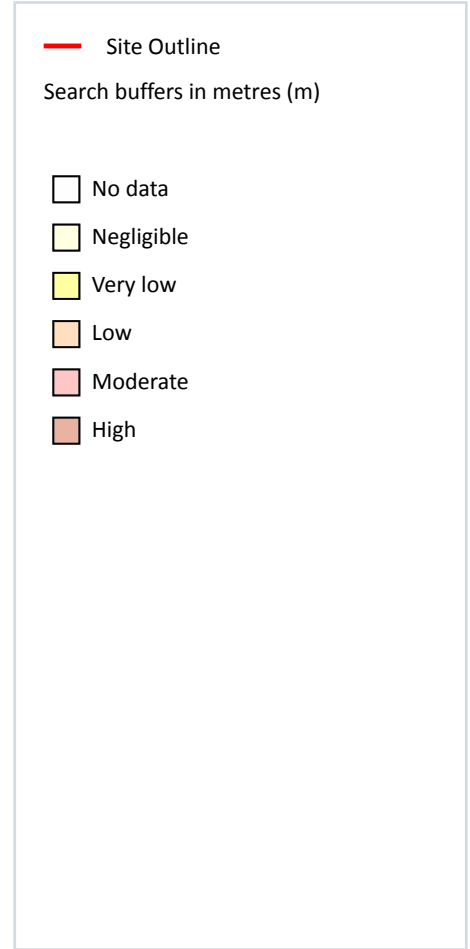 Site Outline
Search buffers in metres (m)
No data
Negligible
Very low
Low
Moderate
High